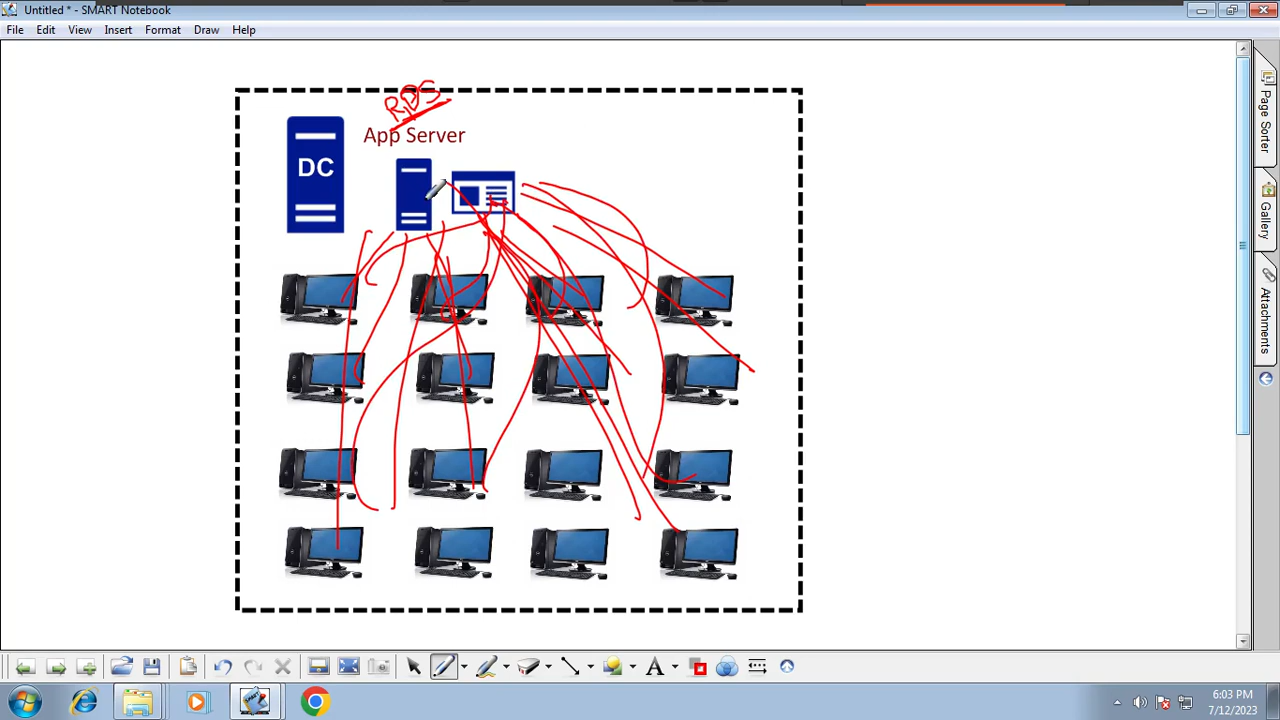 Untitled * - SMART Notebook
File Edit View Insert Format Draw Help
RDS
App Server
DC
Page Sorter
Gallery
Attachments
A
6:03 PM
7/12/2023